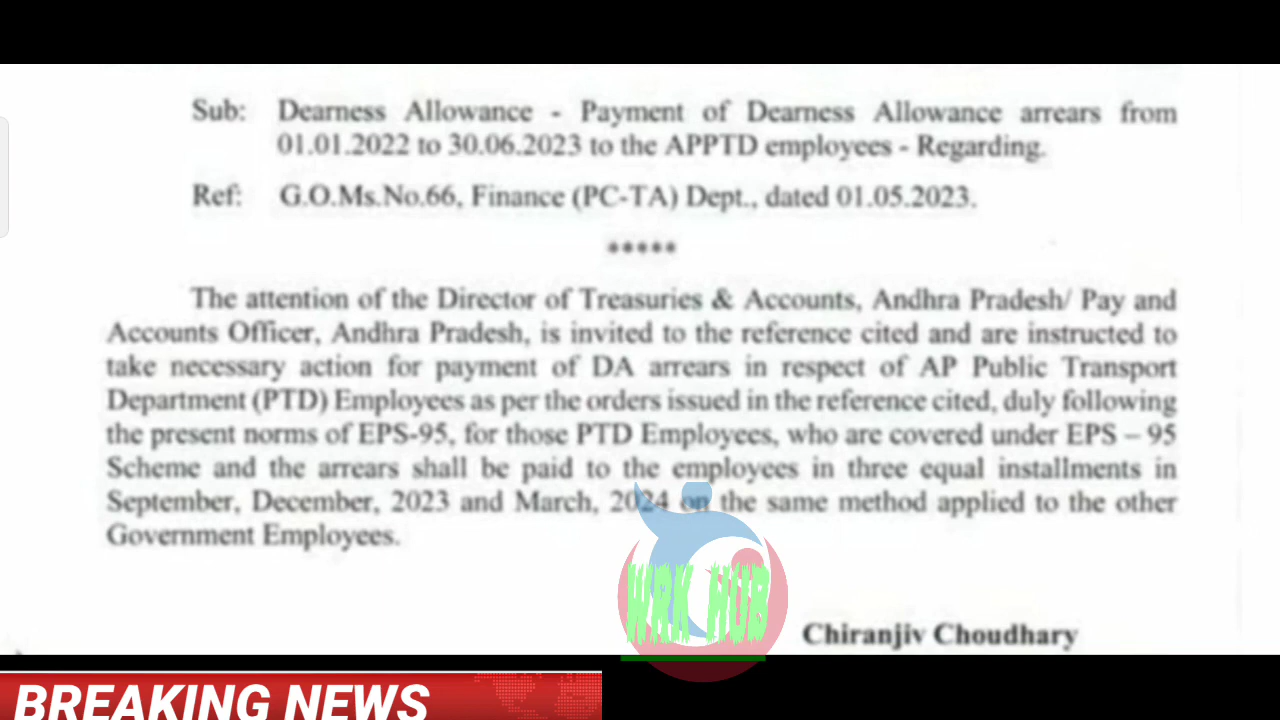 Sub: Dearness Allowance - Payment of Dearness Allowance arrears from
01.01.2022 to 30.06.2023 to the APPTD employees - Regarding.
Ref: G.O.Ms.No.66, Finance (PC-TA) Dept., dated 01.05.2023.
*****
The attention of the Director of Treasuries & Accounts, Andhra Pradesh/ Pay and
Accounts Officer, Andhra Pradesh, is invited to the reference cited and are instructed to
take necessary action for payment of DA arrears in respect of AP Public Transport
Department (PTD) Employees as per the orders issued in the reference cited, duly following
the present norms of EPS-95, for those PTD Employees, who are covered under EPS – 95
Scheme and the arrears shall be paid to the employees in three equal installments in
September, December, 2023 and March, 2024 on the same method applied to the other
Government Employees.
WRK HUB
Chiranjiv Choudhary
BREAKING NEWS